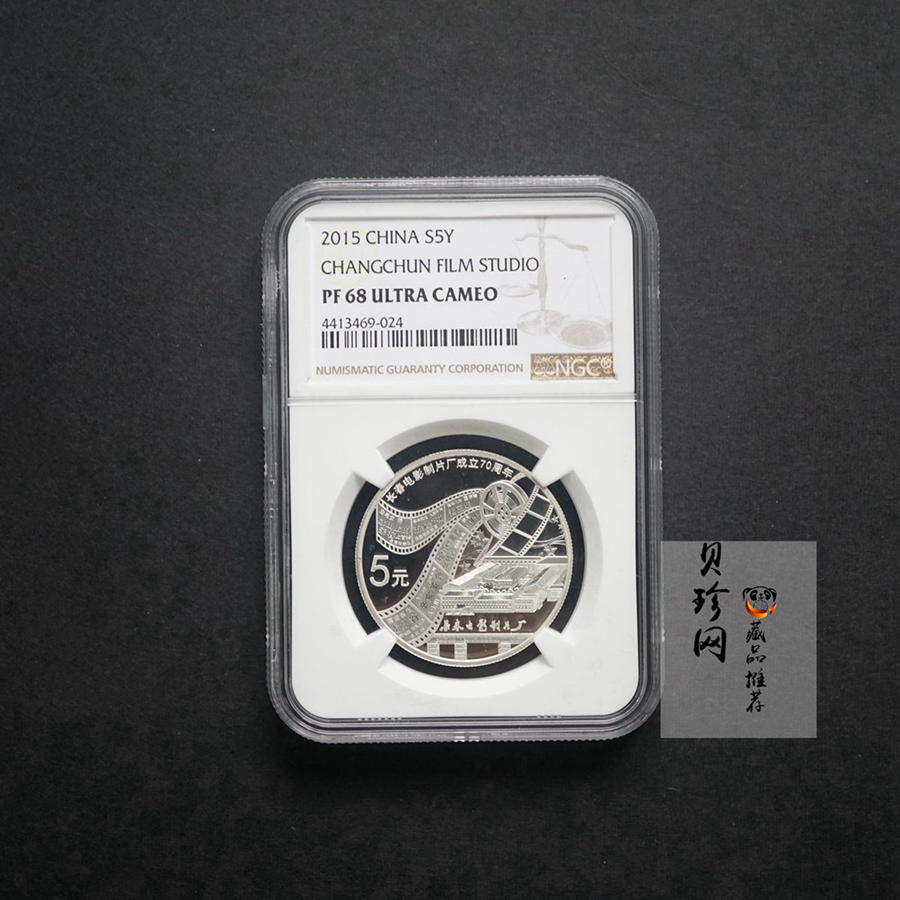 2015 CHINA S5Y
CHANGCHUN FILM STUDIO
PF 68 ULTRA CAMEO
4413469-024
NUMISMATIC GUARANTY CORPORATION
NGC®
长春电影制片厂成立70周年
5元
长春电影制片厂
贝珍网
藏品推荐